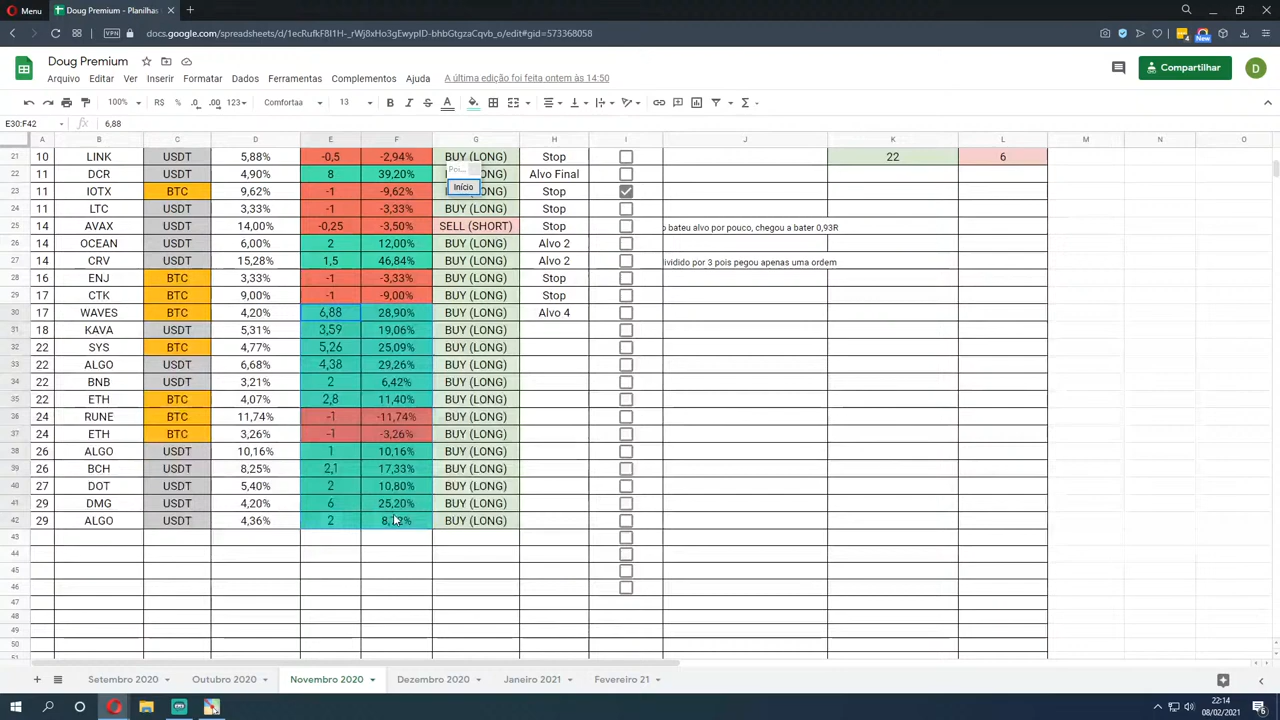 Menu
Doug Premium - Planilhas
VPN
docs.google.com/spreadsheets/d/1ecRufkF8I1H-_rWj8xHo3gEwypID-bhbGtgzaCqvb_o/edit#gid=573368058
New
Doug Premium
Arquivo Editar Ver Inserir Formatar Dados Ferramentas Complementos Ajuda A última edição foi feita ontem às 14:50
Compartilhar
D
100% R$ % .0 .00 123 Comfortaa 13 B I S A
E30:F42 fx 6,88
A B C D E F G H I J K L M N O
21 10 LINK USDT 5,88% -0,5 -2,94% BUY (LONG) Stop 22 6
11 DCR USDT 4,90% 8 39,20% Alvo Final
Início
23 11 IOTX BTC 9,62% -1 -9,62% BUY (LONG) Stop
24 11 LTC USDT 3,33% -1 -3,33% BUY (LONG) Stop
25 14 AVAX USDT 14,00% -0,25 -3,50% SELL (SHORT) Stop o bateu alvo por pouco, chegou a bater 0,93R
26 14 OCEAN USDT 6,00% 2 12,00% BUY (LONG) Alvo 2
27 14 CRV USDT 15,28% 1,5 46,84% BUY (LONG) Alvo 2 ividido por 3 pois pegou apenas uma ordem
28 16 ENJ BTC 3,33% -1 -3,33% BUY (LONG) Stop
29 17 CTK BTC 9,00% -1 -9,00% BUY (LONG) Stop
30 17 WAVES BTC 4,20% 6,88 28,90% BUY (LONG) Alvo 4
31 18 KAVA USDT 5,31% 3,59 19,06% BUY (LONG)
32 22 SYS BTC 4,77% 5,26 25,09% BUY (LONG)
33 22 ALGO USDT 6,68% 4,38 29,26% BUY (LONG)
34 22 BNB USDT 3,21% 2 6,42% BUY (LONG)
35 22 ETH BTC 4,07% 2,8 11,40% BUY (LONG)
36 24 RUNE BTC 11,74% -1 -11,74% BUY (LONG)
37 24 ETH BTC 3,26% -1 -3,26% BUY (LONG)
38 26 ALGO USDT 10,16% 1 10,16% BUY (LONG)
39 26 BCH USDT 8,25% 2,1 17,33% BUY (LONG)
40 27 DOT USDT 5,40% 2 10,80% BUY (LONG)
41 29 DMG USDT 4,20% 6 25,20% BUY (LONG)
42 29 ALGO USDT 4,36% 2 BUY (LONG)
43
44
45
46
47
48
49
50
51
Setembro 2020 Outubro 2020 Novembro 2020 Dezembro 2020 Janeiro 2021 Fevereiro 21
22:14
08/02/2021